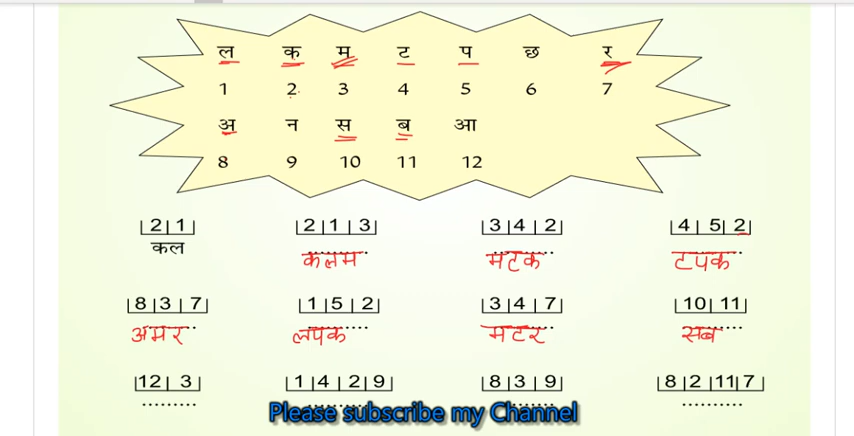 ल क म ट प छ र
1 2 3 4 5 6 7
अ न स ब आ
8 9 10 11 12
2 1 2 1 3 3 4 2 4 5 2
कल कलम मटक टपक
8 3 7 1 5 2 3 4 7 10 11
अमर लपक मटर सब
12 3 1 4 2 9 8 3 9 8 2 11 7
Please subscribe my Channel